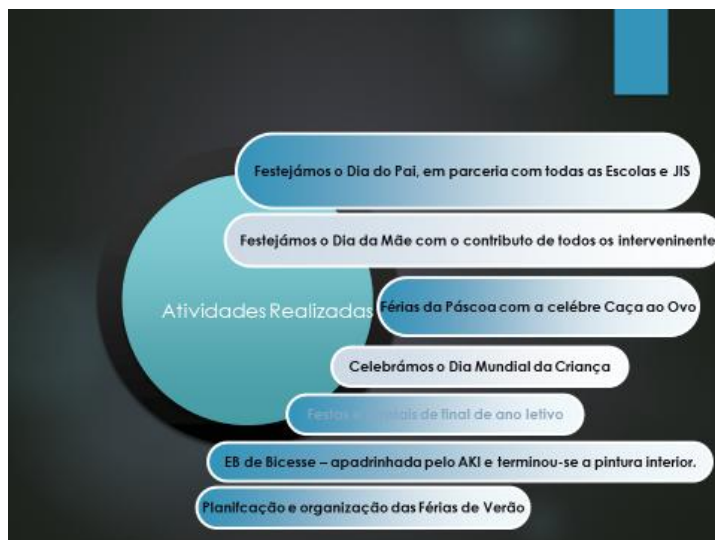 Festejámos o Dia do Pai, em parceria com todas as Escolas e JIS
Festejámos o Dia da Mãe com o contributo de todos os interveninente
Atividades Realizadas
Férias da Páscoa com a celébre Caça ao Ovo
Celebrámos o Dia Mundial da Criança
Festas de final de ano letivo
EB de Bicesse – apadrinhada pelo AKI e terminou-se a pintura interior.
Planifcação e organização das Férias de Verão